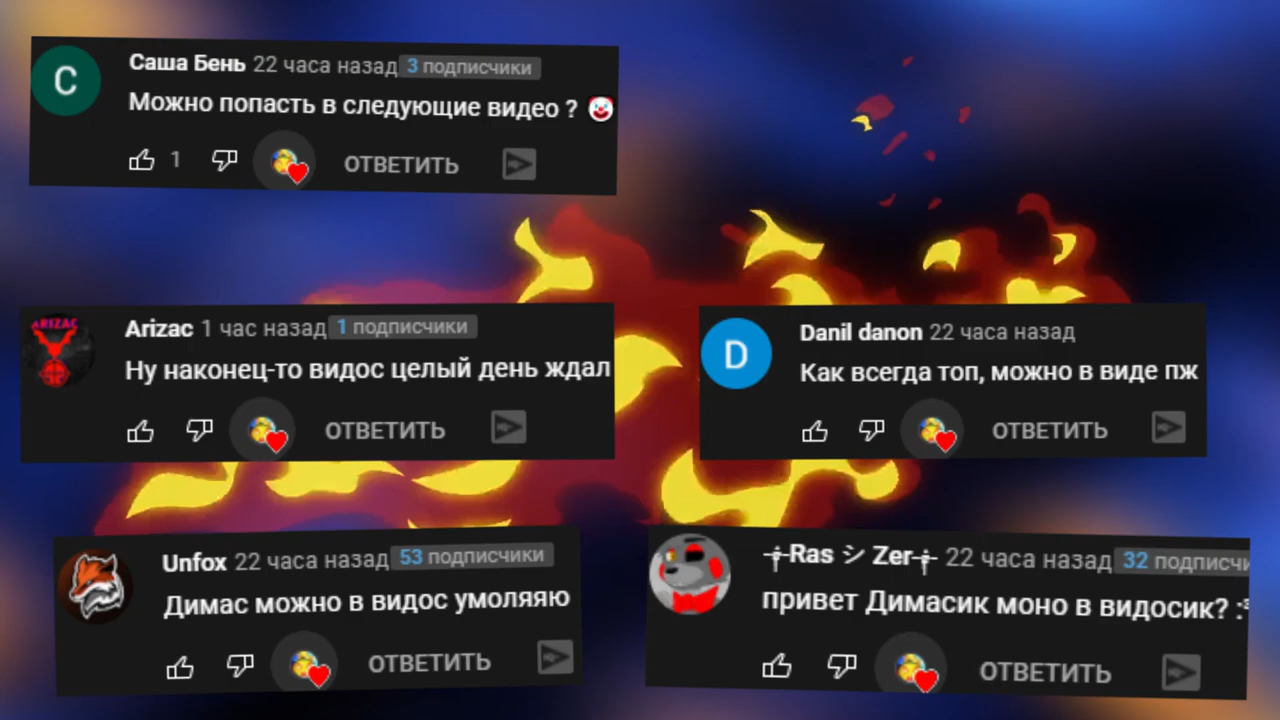 C
Саша Бень 22 часа назад 3 подписчики
Можно попасть в следующие видео ? 🤡
1 ОТВЕТИТЬ
ARIZAC
Arizac 1 час назад 1 подписчики
Ну наконец-то видос целый день ждал
ОТВЕТИТЬ
D
Danil danon 22 часа назад
Как всегда топ, можно в виде пж
ОТВЕТИТЬ
Unfox 22 часа назад 53 подписчики
Димас можно в видос умоляяю
ОТВЕТИТЬ
-Ras シ Zer- 22 часа назад 32 подписчи
привет Димасик моно в видосик? :
ОТВЕТИТЬ